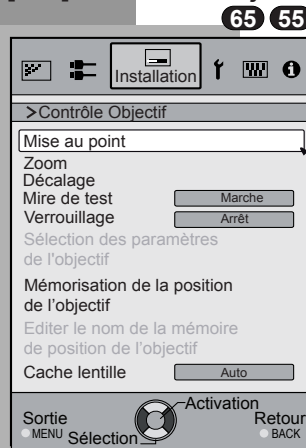 65 55
Installation
>Contrôle Objectif
Mise au point
Zoom
Décalage
Mire de test Marche
Verrouillage Arrêt
Sélection des paramètres
de l'objectif
Mémorisation de la position
de l’objectif
Editer le nom de la mémoire
de position de l’objectif
Cache lentille Auto
Activation
Sortie Retour
MENU Sélection BACK